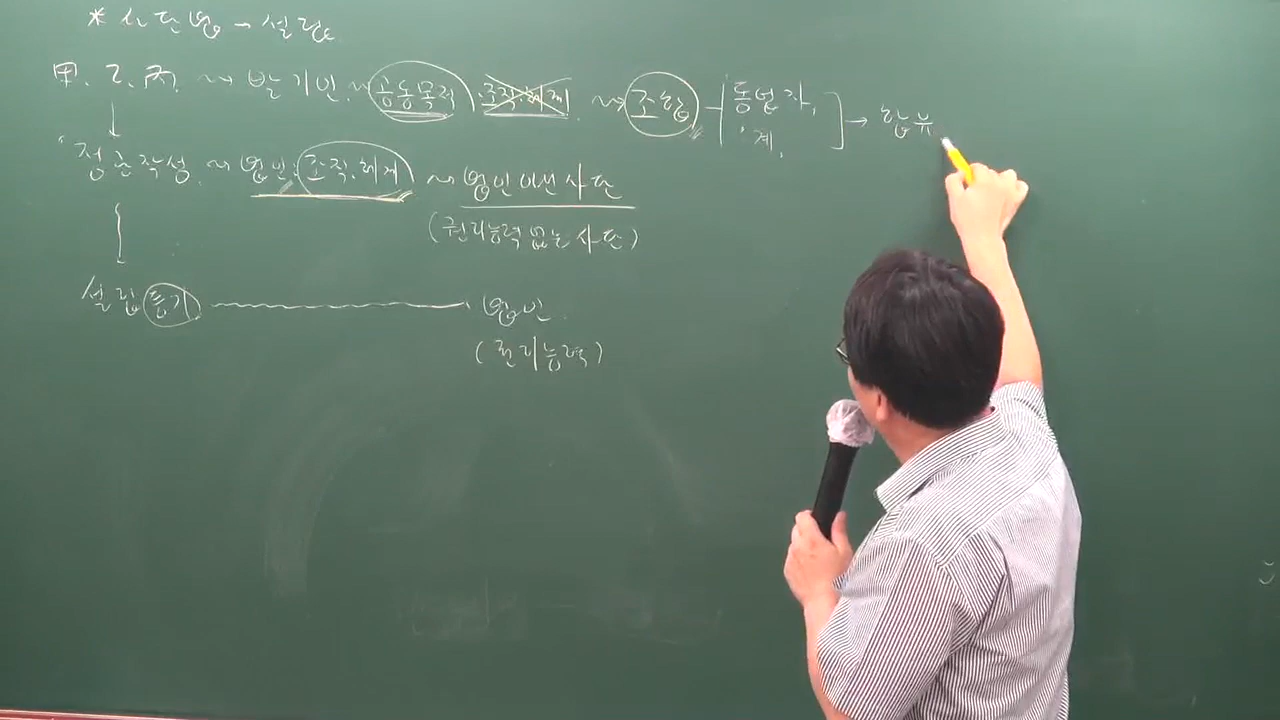 * 사단법 → 설립
甲. 乙. 丙. ~> 발기인 ~ 공동목적. 조직.체계. ~> 조합 - 동업자, 계. → 합유
정관작성. ~> 법인: 조직.체계 ~> 법인 아닌 사단
(권리능력 없는 사단)
설립등기 → 법인.
(권리능력)